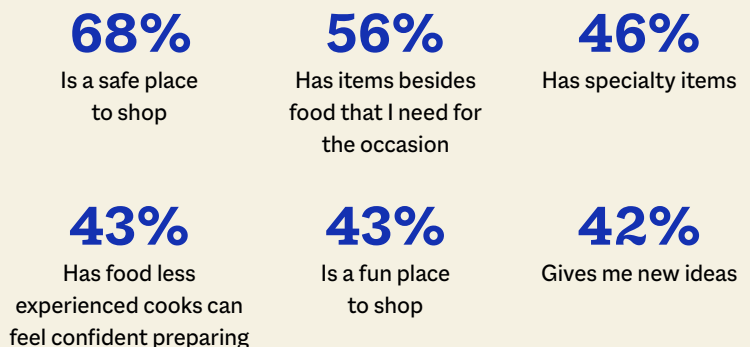 68%
Is a safe place
to shop
56%
Has items besides
food that I need for
the occasion
46%
Has specialty items
43%
Has food less
experienced cooks can
feel confident preparing
43%
Is a fun place
to shop
42%
Gives me new ideas